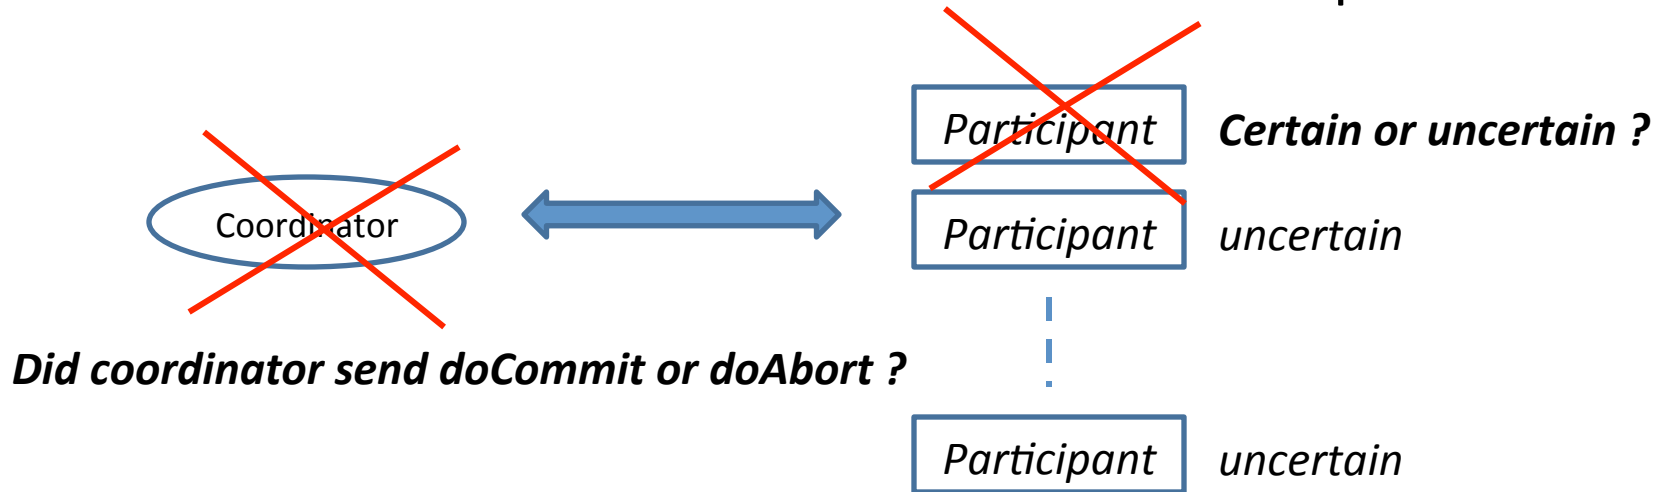 Participant Certain or uncertain ?
Coordinator
Participant uncertain
Did coordinator send doCommit or doAbort ?
Participant uncertain